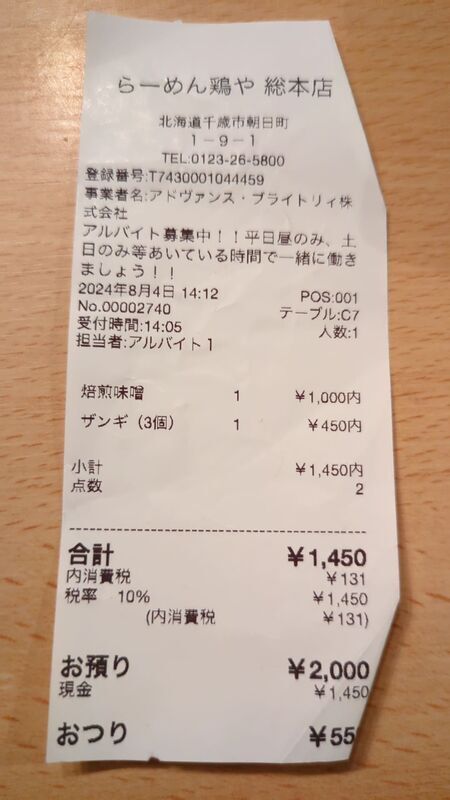 らーめん鶏や 総本店
北海道千歳市朝日町
1-9-1
TEL:0123-26-5800
登録番号:T7430001044459
事業者名:アドヴァンス・ブライトリィ株
式会社
アルバイト募集中!!平日昼のみ、土
日のみ等あいている時間で一緒に働き
ましょう!!
2024年8月4日 14:12 POS:001
No.00002740 テーブル:C7
受付時間:14:05 人数:1
担当者:アルバイト1
焙煎味噌 1 ¥1,000内
ザンギ(3個) 1 ¥450内
小計 ¥1,450内
点数 2
合計 ¥1,450
内消費税 ¥131
税率 10% ¥1,450
(内消費税 ¥131)
お預り ¥2,000
現金 ¥1,450
おつり ¥55